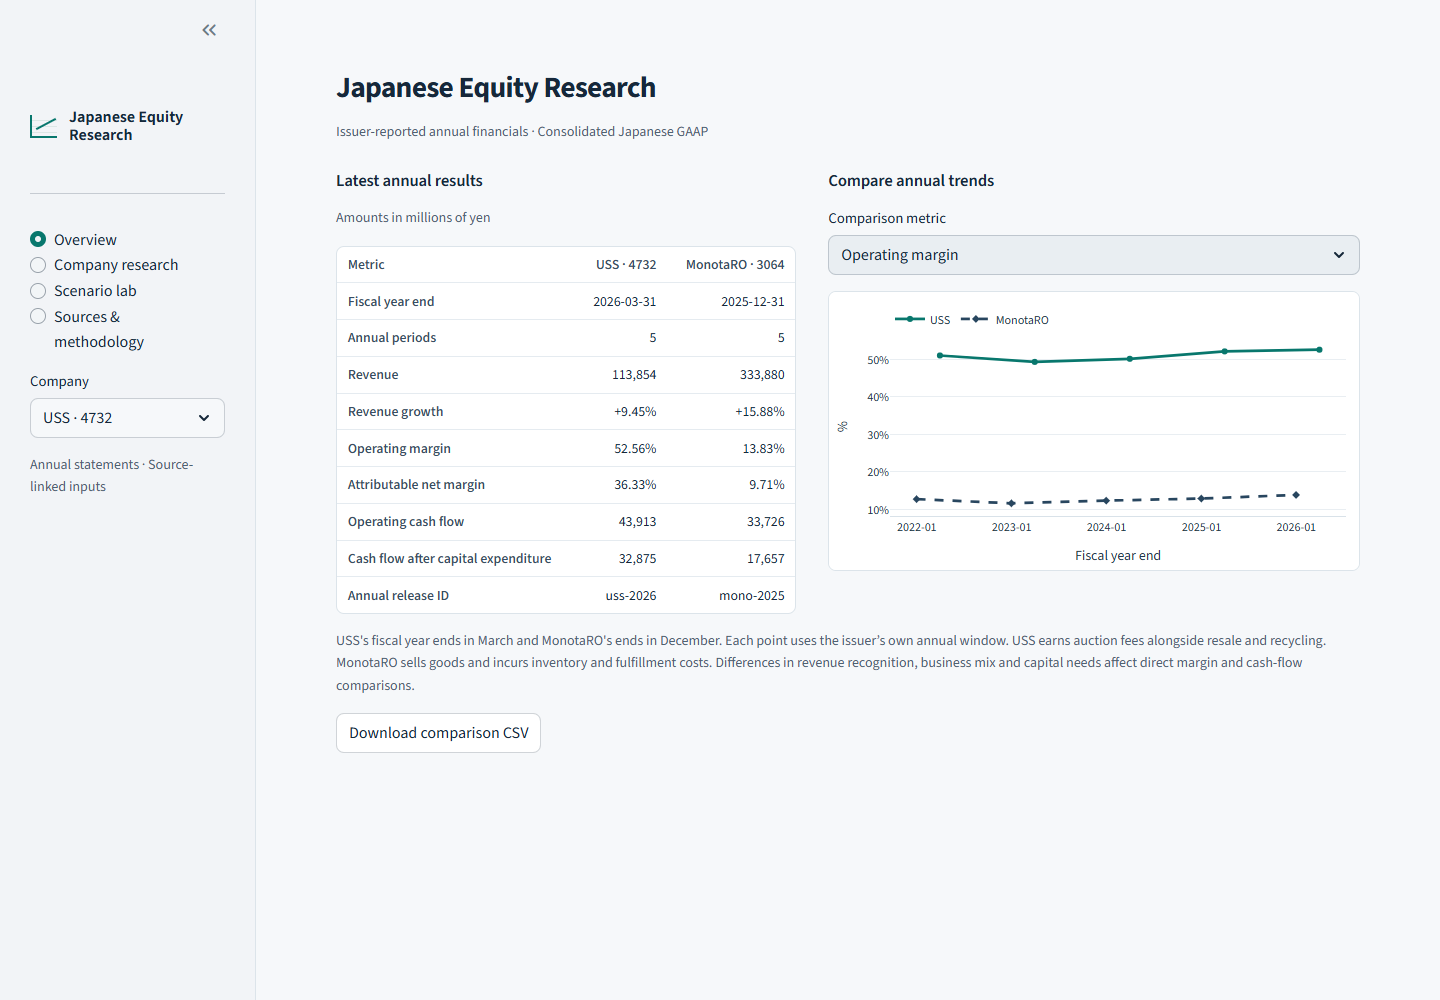 Japanese Equity
Research
Overview
Company research
Scenario lab
Sources &
methodology
Company
USS · 4732
Annual statements · Source-
linked inputs
Japanese Equity Research
Issuer-reported annual financials · Consolidated Japanese GAAP
Latest annual results
Amounts in millions of yen
Metric USS · 4732 MonotaRO · 3064
Fiscal year end 2026-03-31 2025-12-31
Annual periods 5 5
Revenue 113,854 333,880
Revenue growth +9.45% +15.88%
Operating margin 52.56% 13.83%
Attributable net margin 36.33% 9.71%
Operating cash flow 43,913 33,726
Cash flow after capital expenditure 32,875 17,657
Annual release ID uss-2026 mono-2025
Compare annual trends
Comparison metric
Operating margin
USS MonotaRO
50%
40%
30%
20%
10%
%
2022-01 2023-01 2024-01 2025-01 2026-01
Fiscal year end
USS's fiscal year ends in March and MonotaRO's ends in December. Each point uses the issuer’s own annual window. USS earns auction fees alongside resale and recycling.
MonotaRO sells goods and incurs inventory and fulfillment costs. Differences in revenue recognition, business mix and capital needs affect direct margin and cash-flow
comparisons.
Download comparison CSV